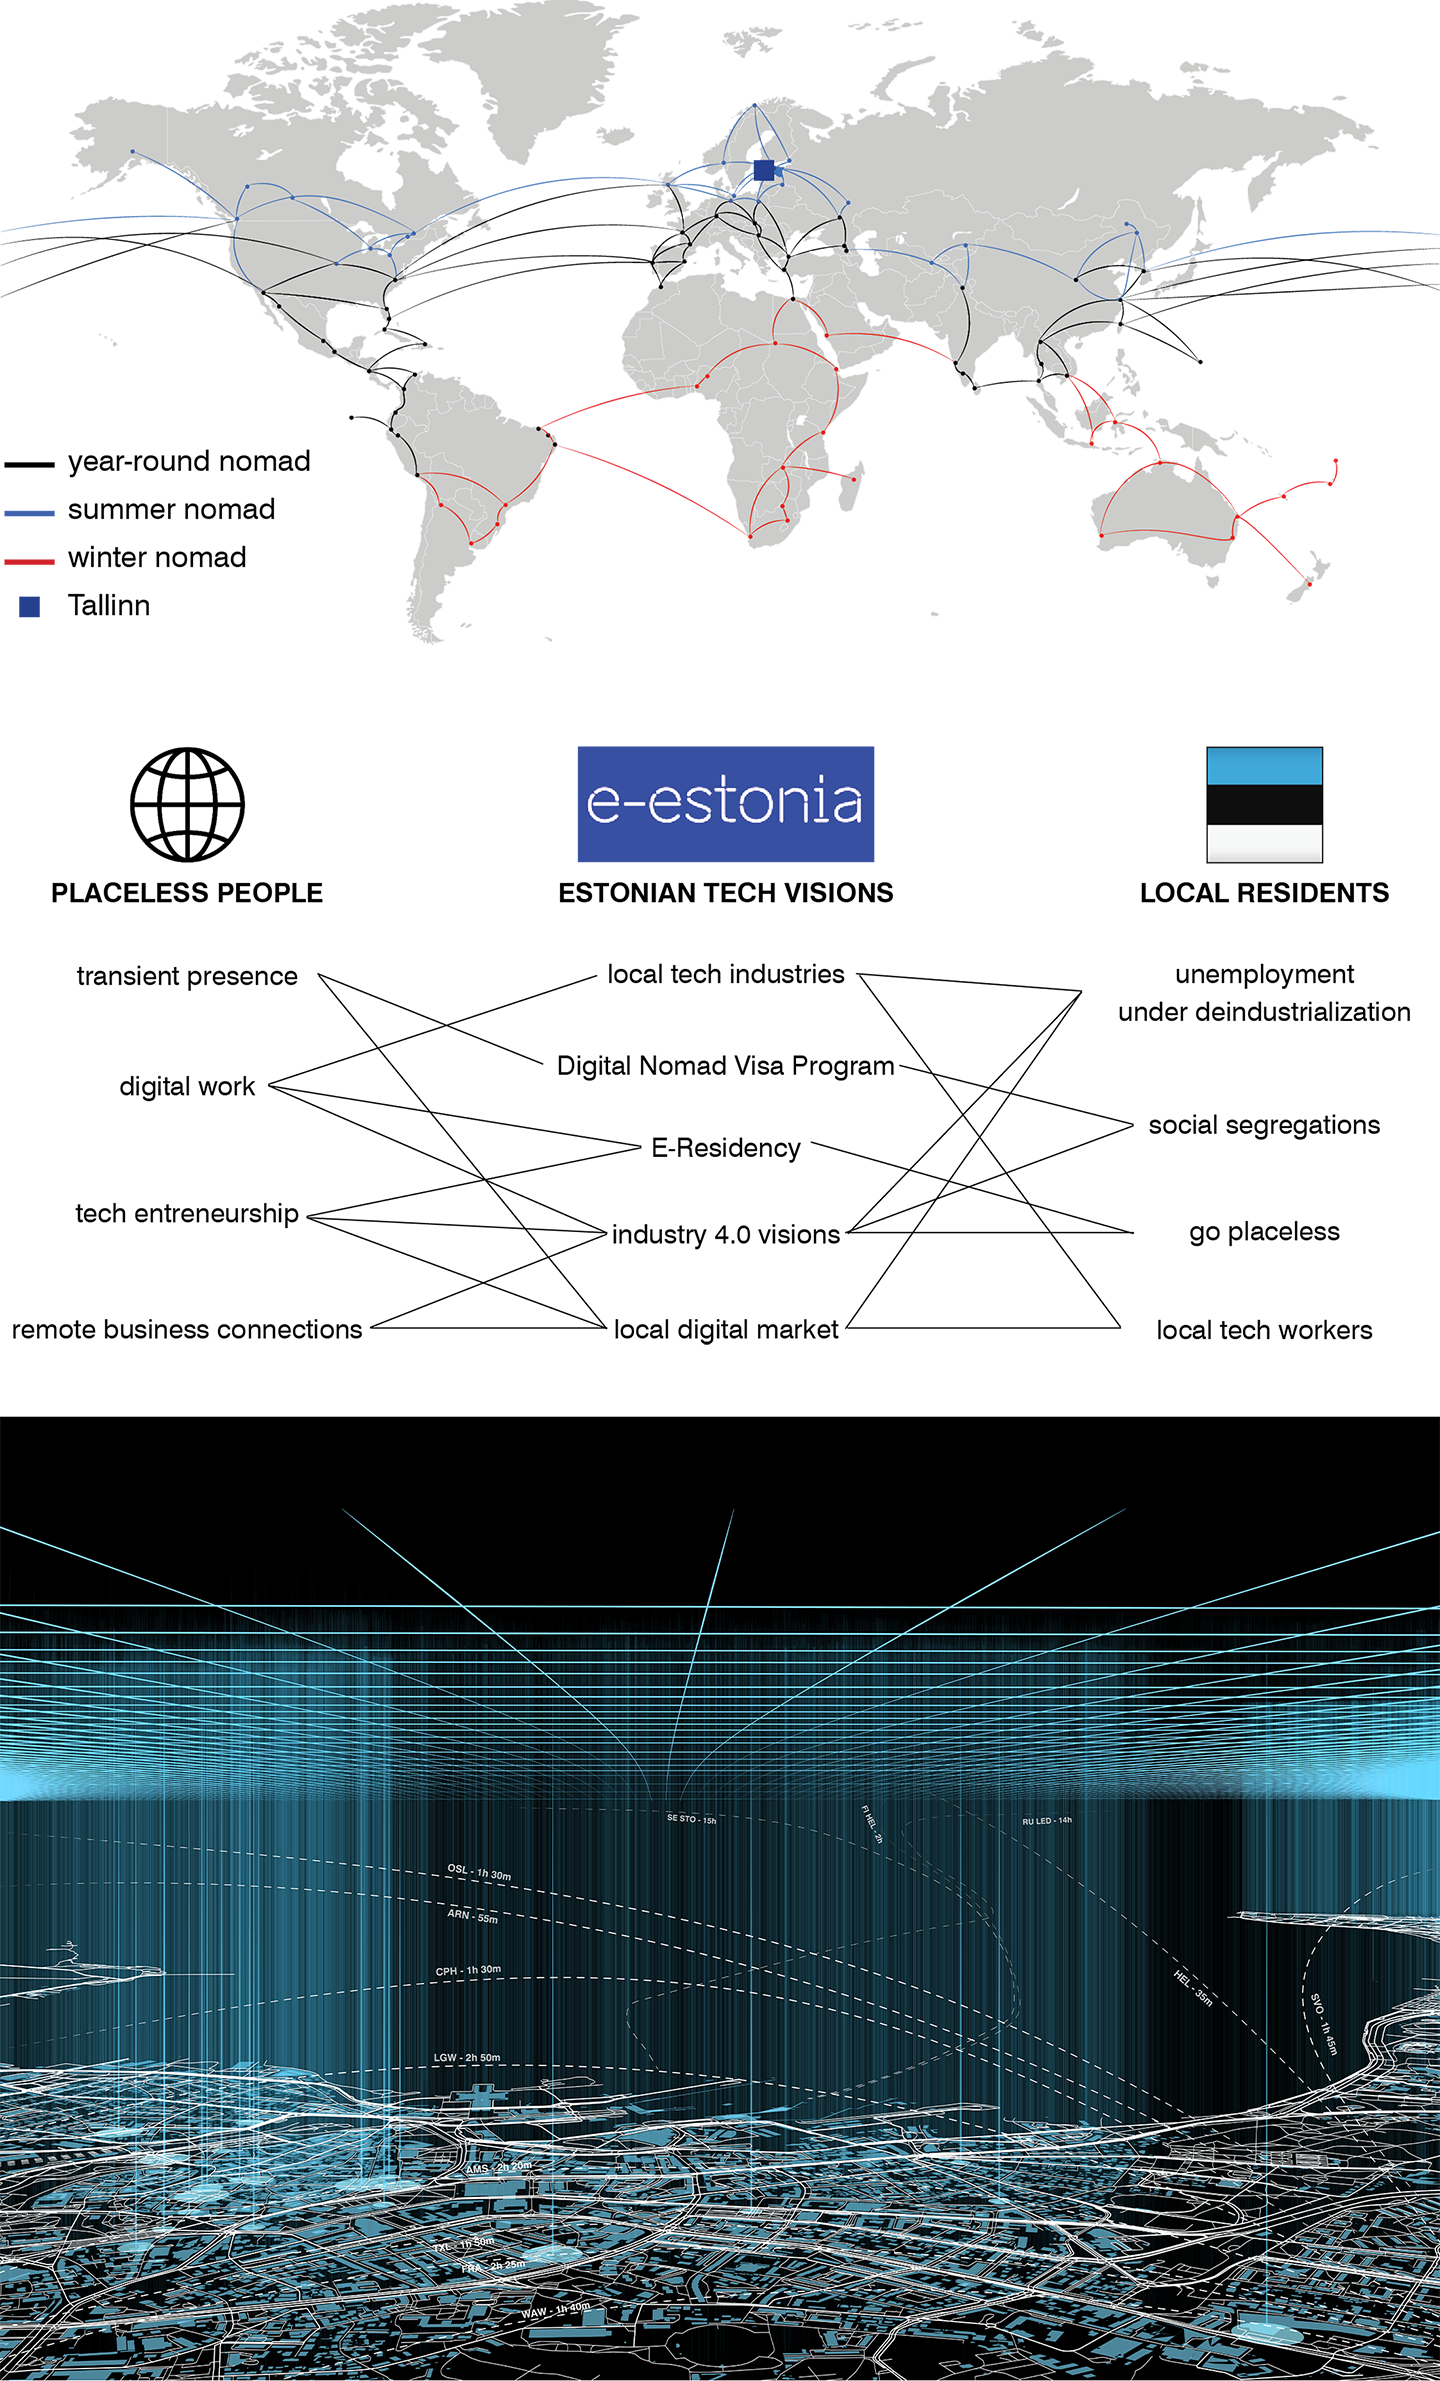 year-round nomad
summer nomad
winter nomad
Tallinn
e-estonia
PLACELESS PEOPLE
ESTONIAN TECH VISIONS
LOCAL RESIDENTS
transient presence
local tech industries
unemployment
under deindustrialization
Digital Nomad Visa Program
digital work
social segregations
E-Residency
tech entreneurship
industry 4.0 visions
go placeless
remote business connections
local digital market
local tech workers
SE STO - 15h
FI HEL - 2h
RU LED - 14h
OSL - 1h 30m
ARN - 55m
CPH - 1h 30m
HEL - 35m
SVO - 1h 45m
LGW - 2h 50m
AMS - 2h 20m
TXL - 1h 50m
FRA - 2h 25m
WAW - 1h 40m